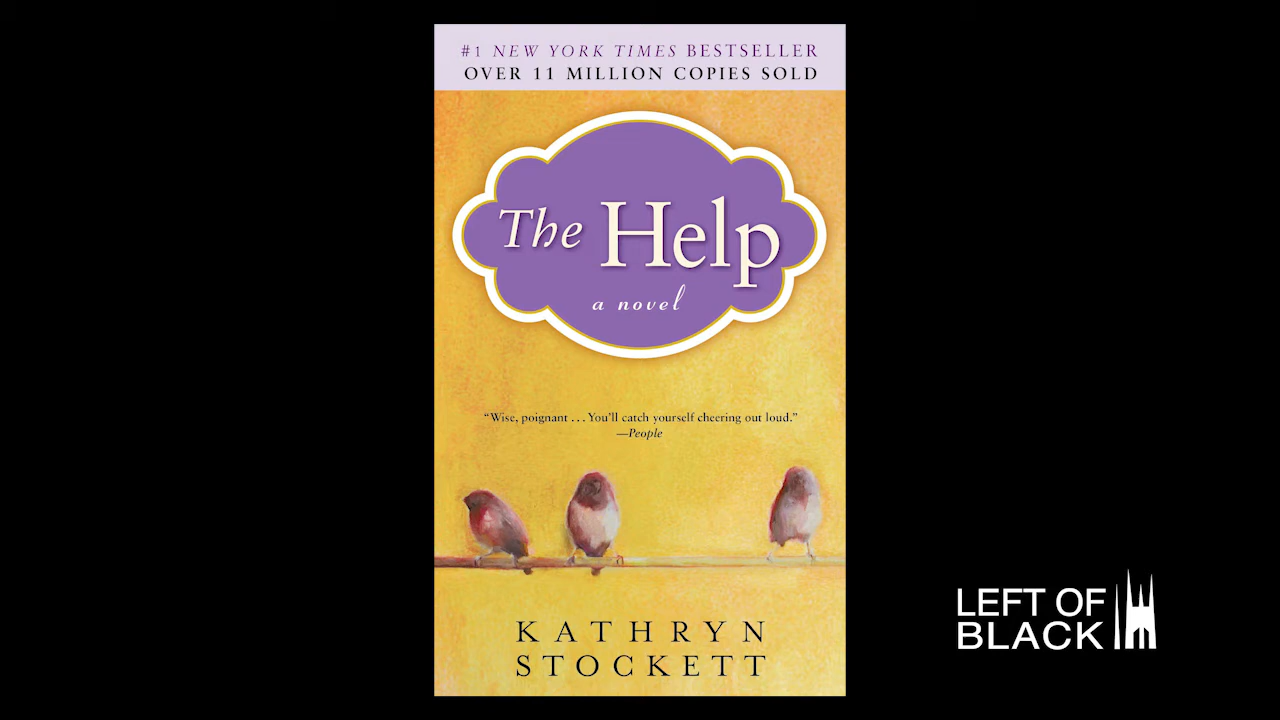 #1 NEW YORK TIMES BESTSELLER
OVER 11 MILLION COPIES SOLD
The Help
a novel
“Wise, poignant . . . You’ll catch yourself cheering out loud.”
—People
KATHRYN
STOCKETT
LEFT OF
BLACK